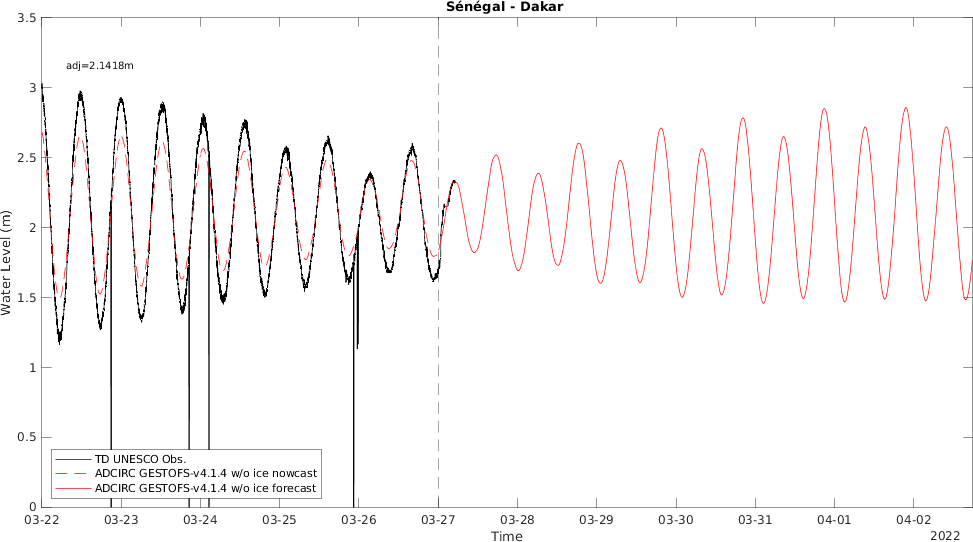 Sénégal - Dakar
3.5
adj=2.1418m
3
2.5
2
Water Level (m)
1.5
1
0.5
TD UNESCO Obs.
ADCIRC GESTOFS-v4.1.4 w/o ice nowcast
ADCIRC GESTOFS-v4.1.4 w/o ice forecast
0
03-22 03-23 03-24 03-25 03-26 03-27 03-28 03-29 03-30 03-31 04-01 04-02
Time
2022